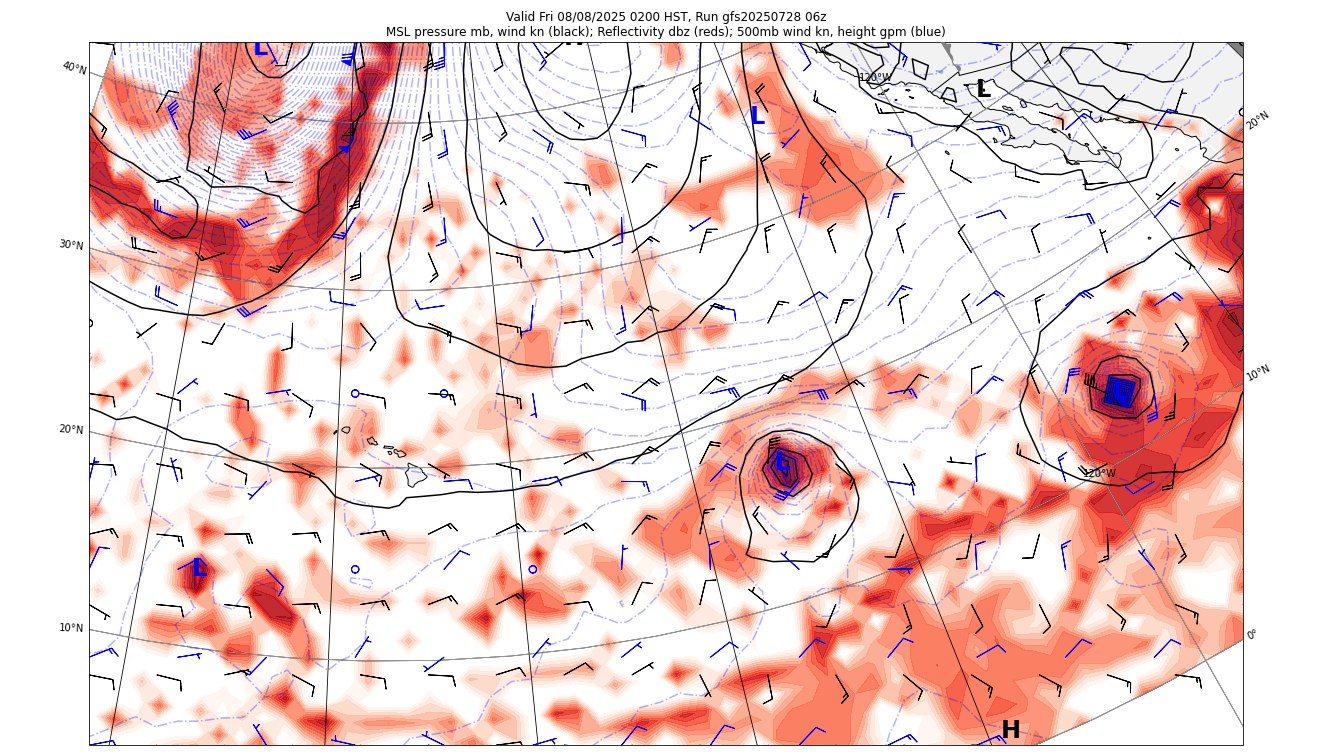 Valid Fri 08/08/2025 0200 HST, Run gfs20250728 06z
MSL pressure mb, wind kn (black); Reflectivity dbz (reds); 500mb wind kn, height gpm (blue)
L
H
40°N
120°W
L
L
20°N
30°N
10°N
L
20°N
L
120°W
L
10°N
0°
H